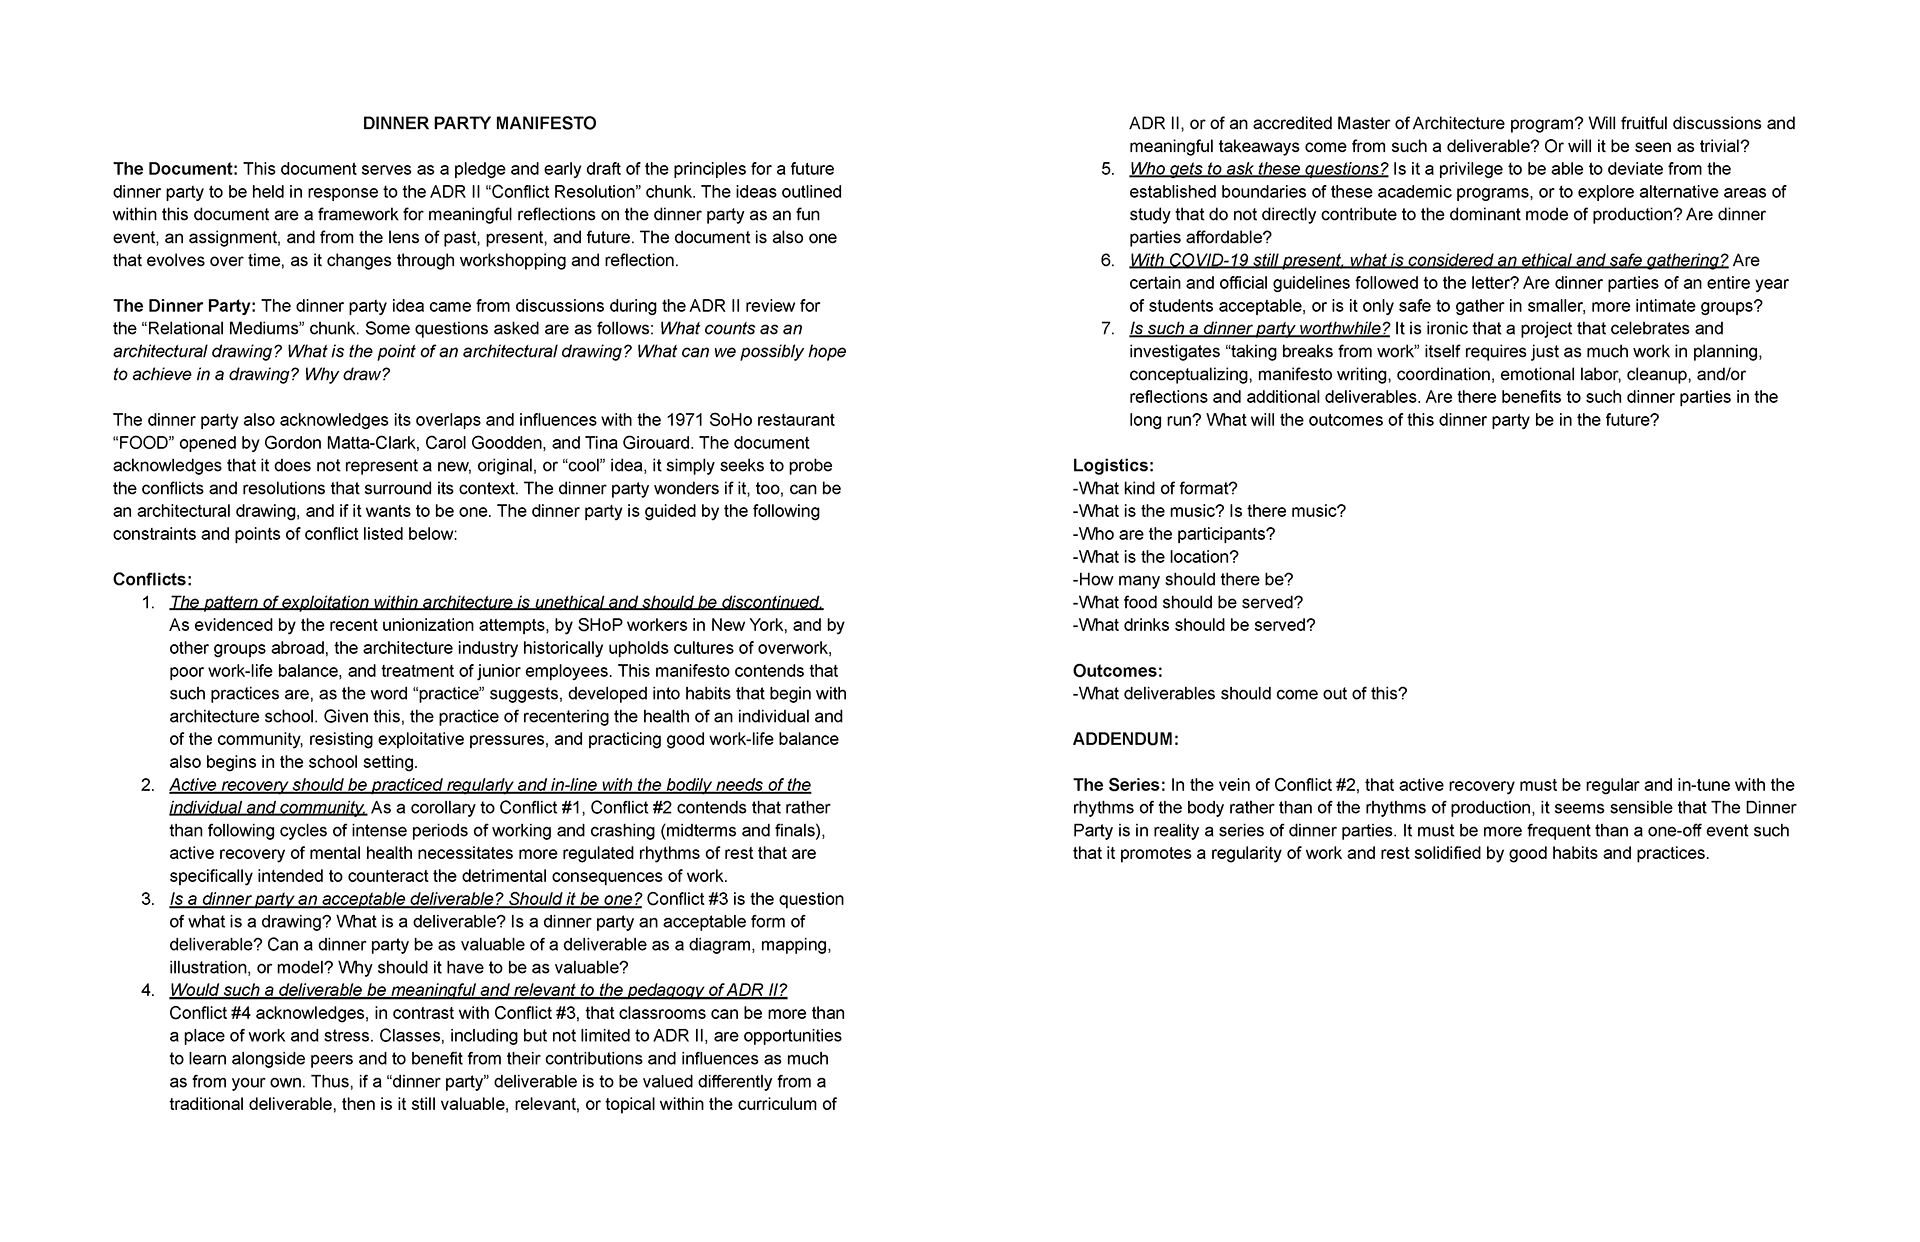 DINNER PARTY MANIFESTO
The Document: This document serves as a pledge and early draft of the principles for a future
dinner party to be held in response to the ADR II “Conflict Resolution” chunk. The ideas outlined
within this document are a framework for meaningful reflections on the dinner party as an fun
event, an assignment, and from the lens of past, present, and future. The document is also one
that evolves over time, as it changes through workshopping and reflection.
The Dinner Party: The dinner party idea came from discussions during the ADR II review for
the “Relational Mediums” chunk. Some questions asked are as follows: What counts as an
architectural drawing? What is the point of an architectural drawing? What can we possibly hope
to achieve in a drawing? Why draw?
The dinner party also acknowledges its overlaps and influences with the 1971 SoHo restaurant
“FOOD” opened by Gordon Matta-Clark, Carol Goodden, and Tina Girouard. The document
acknowledges that it does not represent a new, original, or “cool” idea, it simply seeks to probe
the conflicts and resolutions that surround its context. The dinner party wonders if it, too, can be
an architectural drawing, and if it wants to be one. The dinner party is guided by the following
constraints and points of conflict listed below:
Conflicts:
1. The pattern of exploitation within architecture is unethical and should be discontinued.
As evidenced by the recent unionization attempts, by SHoP workers in New York, and by
other groups abroad, the architecture industry historically upholds cultures of overwork,
poor work-life balance, and treatment of junior employees. This manifesto contends that
such practices are, as the word “practice” suggests, developed into habits that begin with
architecture school. Given this, the practice of recentering the health of an individual and
of the community, resisting exploitative pressures, and practicing good work-life balance
also begins in the school setting.
2. Active recovery should be practiced regularly and in-line with the bodily needs of the
individual and community. As a corollary to Conflict #1, Conflict #2 contends that rather
than following cycles of intense periods of working and crashing (midterms and finals),
active recovery of mental health necessitates more regulated rhythms of rest that are
specifically intended to counteract the detrimental consequences of work.
3. Is a dinner party an acceptable deliverable? Should it be one? Conflict #3 is the question
of what is a drawing? What is a deliverable? Is a dinner party an acceptable form of
deliverable? Can a dinner party be as valuable of a deliverable as a diagram, mapping,
illustration, or model? Why should it have to be as valuable?
4. Would such a deliverable be meaningful and relevant to the pedagogy of ADR II?
Conflict #4 acknowledges, in contrast with Conflict #3, that classrooms can be more than
a place of work and stress. Classes, including but not limited to ADR II, are opportunities
to learn alongside peers and to benefit from their contributions and influences as much
as from your own. Thus, if a “dinner party” deliverable is to be valued differently from a
traditional deliverable, then is it still valuable, relevant, or topical within the curriculum of
ADR II, or of an accredited Master of Architecture program? Will fruitful discussions and
meaningful takeaways come from such a deliverable? Or will it be seen as trivial?
5. Who gets to ask these questions? Is it a privilege to be able to deviate from the
established boundaries of these academic programs, or to explore alternative areas of
study that do not directly contribute to the dominant mode of production? Are dinner
parties affordable?
6. With COVID-19 still present, what is considered an ethical and safe gathering? Are
certain and official guidelines followed to the letter? Are dinner parties of an entire year
of students acceptable, or is it only safe to gather in smaller, more intimate groups?
7. Is such a dinner party worthwhile? It is ironic that a project that celebrates and
investigates “taking breaks from work” itself requires just as much work in planning,
conceptualizing, manifesto writing, coordination, emotional labor, cleanup, and/or
reflections and additional deliverables. Are there benefits to such dinner parties in the
long run? What will the outcomes of this dinner party be in the future?
Logistics:
-What kind of format?
-What is the music? Is there music?
-Who are the participants?
-What is the location?
-How many should there be?
-What food should be served?
-What drinks should be served?
Outcomes:
-What deliverables should come out of this?
ADDENDUM:
The Series: In the vein of Conflict #2, that active recovery must be regular and in-tune with the
rhythms of the body rather than of the rhythms of production, it seems sensible that The Dinner
Party is in reality a series of dinner parties. It must be more frequent than a one-off event such
that it promotes a regularity of work and rest solidified by good habits and practices.